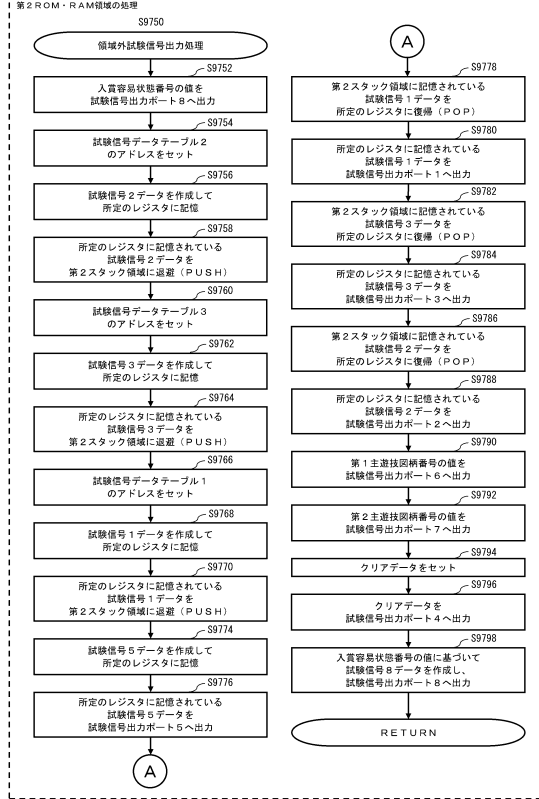 第２ＲＯＭ・ＲＡＭ領域の処理
S9750
領域外試験信号出力処理
S9752
入賞容易状態番号の値を
試験信号出力ポート８へ出力
S9754
試験信号データテーブル２
のアドレスをセット
S9756
試験信号２データを作成して
所定のレジスタに記憶
S9758
所定のレジスタに記憶されている
試験信号２データを
第２スタック領域に退避（ＰＵＳＨ）
S9760
試験信号データテーブル３
のアドレスをセット
S9762
試験信号３データを作成して
所定のレジスタに記憶
S9764
所定のレジスタに記憶されている
試験信号３データを
第２スタック領域に退避（ＰＵＳＨ）
S9766
試験信号データテーブル１
のアドレスをセット
S9768
試験信号１データを作成して
所定のレジスタに記憶
S9770
所定のレジスタに記憶されている
試験信号１データを
第２スタック領域に退避（ＰＵＳＨ）
S9774
試験信号５データを作成して
所定のレジスタに記憶
S9776
所定のレジスタに記憶されている
試験信号５データを
試験信号出力ポート５へ出力
A
A
S9778
第２スタック領域に記憶されている
試験信号１データを
所定のレジスタに復帰（ＰＯＰ）
S9780
所定のレジスタに記憶されている
試験信号１データを
試験信号出力ポート１へ出力
S9782
第２スタック領域に記憶されている
試験信号３データを
所定のレジスタに復帰（ＰＯＰ）
S9784
所定のレジスタに記憶されている
試験信号３データを
試験信号出力ポート３へ出力
S9786
第２スタック領域に記憶されている
試験信号２データを
所定のレジスタに復帰（ＰＯＰ）
S9788
所定のレジスタに記憶されている
試験信号２データを
試験信号出力ポート２へ出力
S9790
第１主遊技図柄番号の値を
試験信号出力ポート６へ出力
S9792
第２主遊技図柄番号の値を
試験信号出力ポート７へ出力
S9794
クリアデータをセット
S9796
クリアデータを
試験信号出力ポート４へ出力
S9798
入賞容易状態番号の値に基づいて
試験信号８データを作成し、
試験信号出力ポート８へ出力
ＲＥＴＵＲＮ